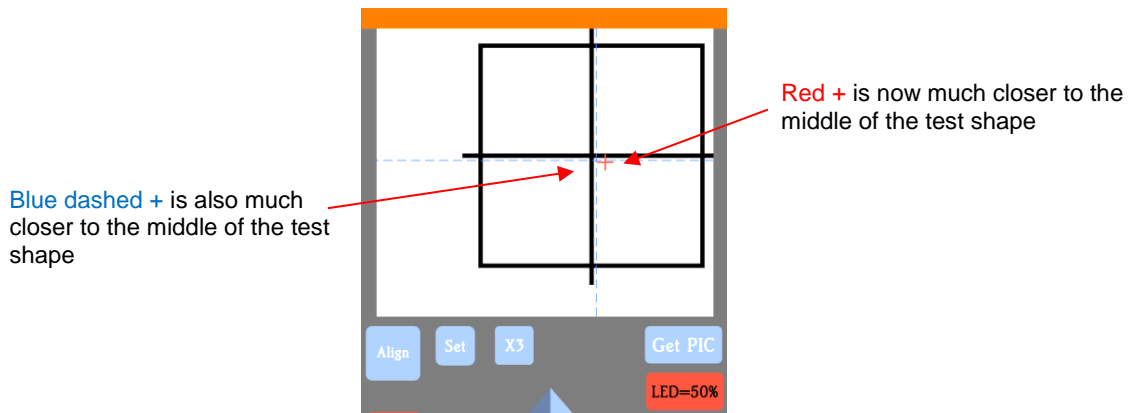 Red + is now much closer to the
middle of the test shape
Blue dashed + is also much
closer to the middle of the test
shape
Align
Set
X3
Get PIC
LED=50%